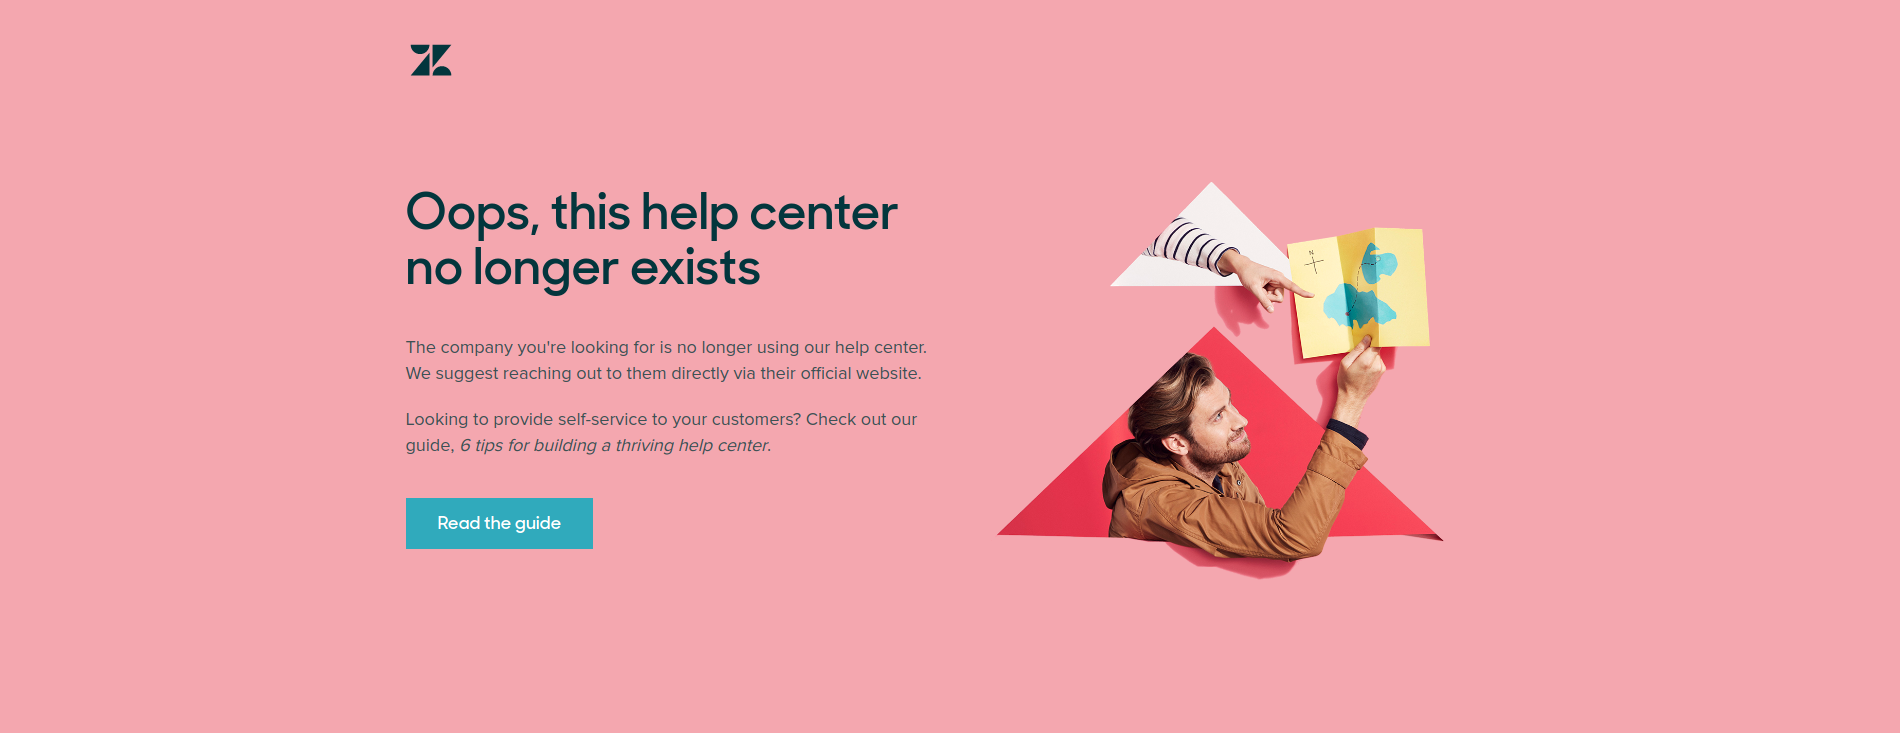 Oops, this help center
no longer exists
The company you're looking for is no longer using our help center.
We suggest reaching out to them directly via their official website.
Looking to provide self-service to your customers? Check out our
guide, 6 tips for building a thriving help center.
Read the guide
N